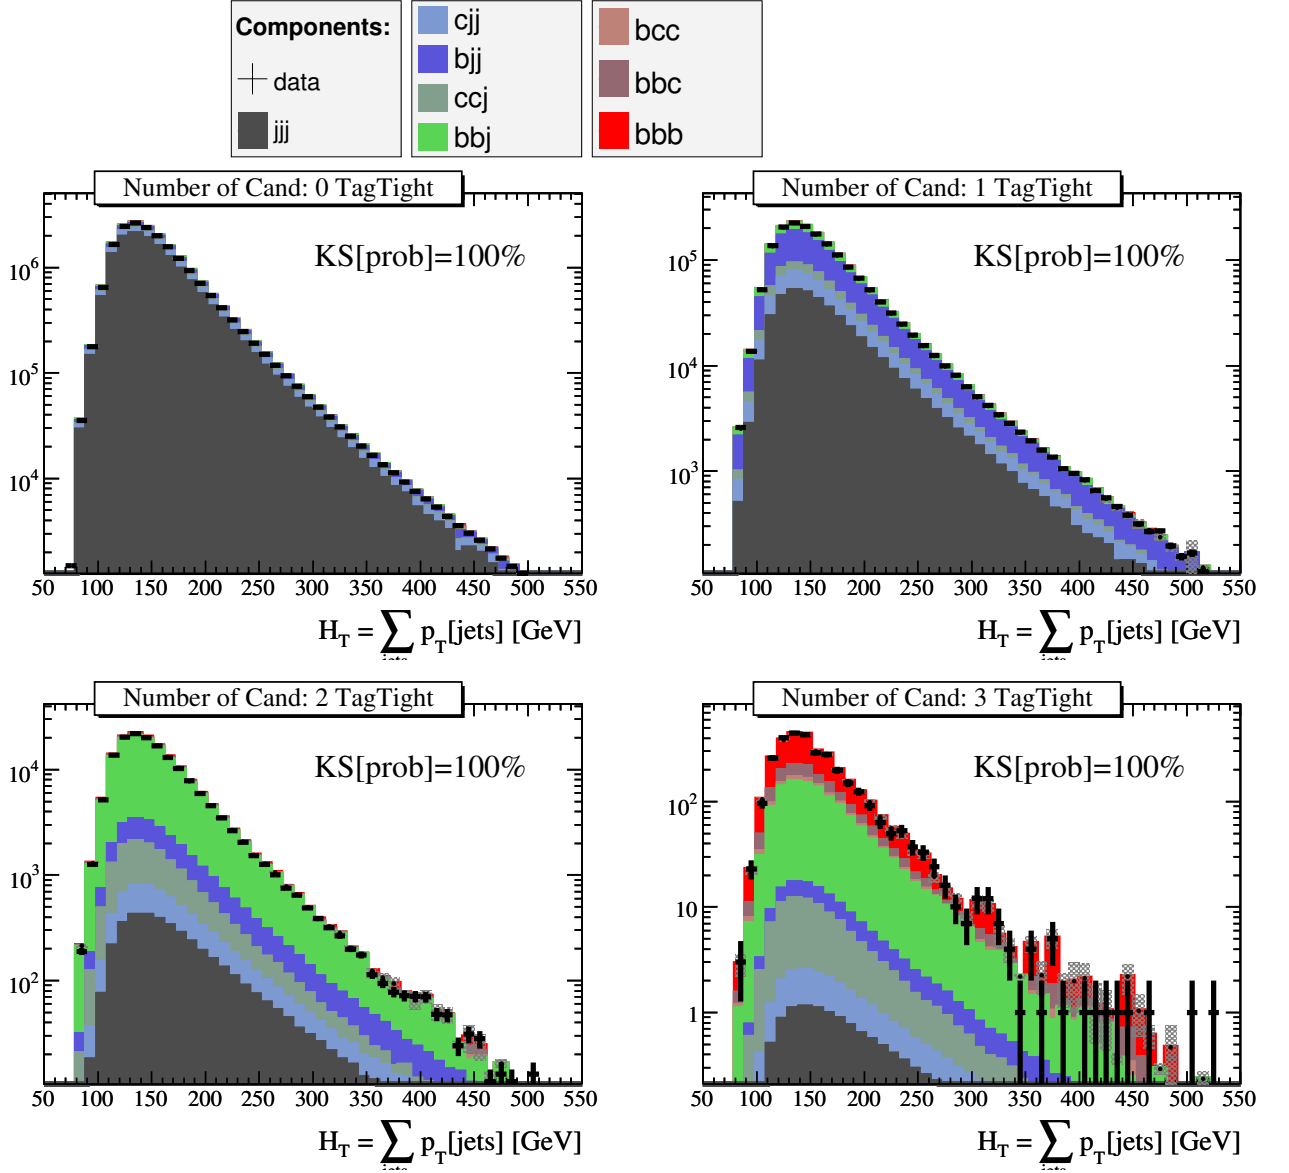 Components:
data
jjj
cjj
bjj
ccj
bbj
bcc
bbc
bbb
Number of Cand: 0 TagTight
KS[prob]=100%
10^6
10^5
10^4
50 100 150 200 250 300 350 400 450 500 550
H_T = ∑ p_T[jets] [GeV]
jets
Number of Cand: 1 TagTight
KS[prob]=100%
10^5
10^4
10^3
50 100 150 200 250 300 350 400 450 500 550
H_T = ∑ p_T[jets] [GeV]
jets
Number of Cand: 2 TagTight
KS[prob]=100%
10^4
10^3
10^2
50 100 150 200 250 300 350 400 450 500 550
H_T = ∑ p_T[jets] [GeV]
jets
Number of Cand: 3 TagTight
KS[prob]=100%
10^2
10
1
50 100 150 200 250 300 350 400 450 500 550
H_T = ∑ p_T[jets] [GeV]
jets